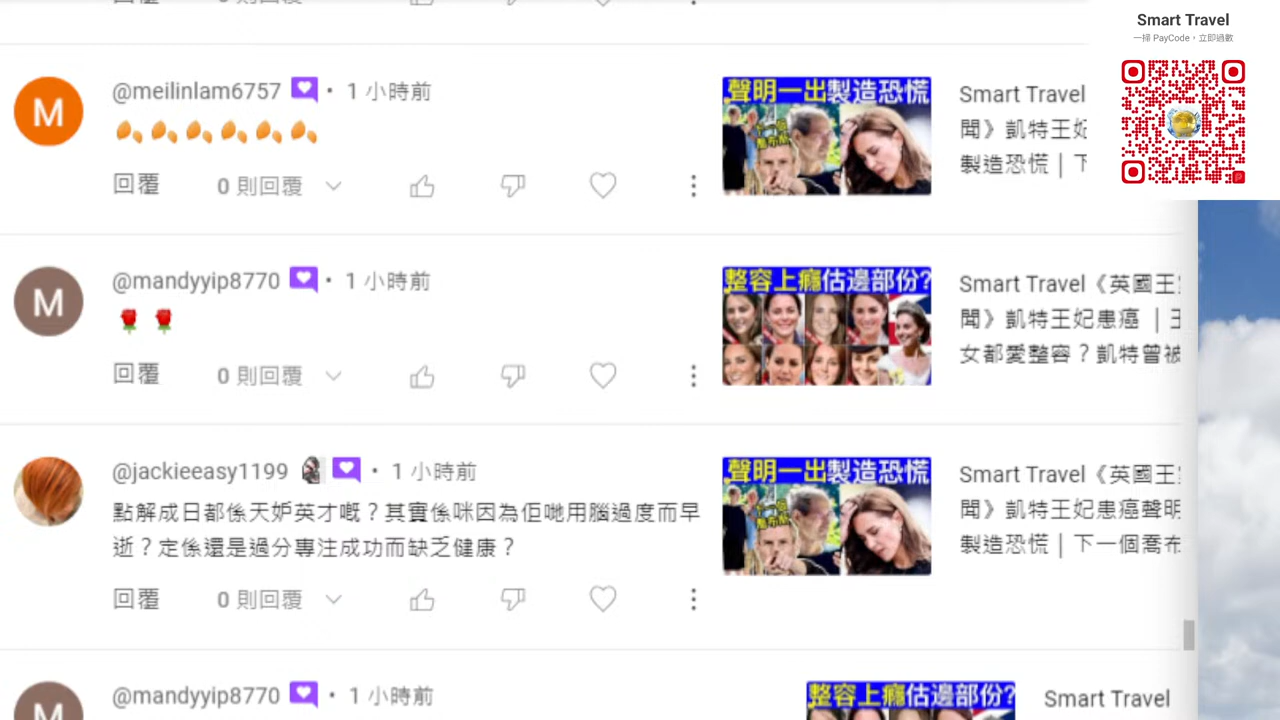 Smart Travel
一掃 PayCode，立即過數
@meilinlam6757 • 1 小時前
回覆 0 則回覆
聲明一出製造恐慌
Smart Travel
聞》凱特王妃
製造恐慌｜下
@mandyyip8770 • 1 小時前
回覆 0 則回覆
整容上癮估邊部份?
Smart Travel《英國王
聞》凱特王妃患癌 ｜王
女都愛整容？凱特曾被
@jackieeasy1199 • 1 小時前
點解成日都係天妒英才嘅？其實係咪因為佢哋用腦過度而早
逝？定係還是過分專注成功而缺乏健康？
回覆 0 則回覆
聲明一出製造恐慌
Smart Travel《英國王
聞》凱特王妃患癌聲明
製造恐慌｜下一個喬布
@mandyyip8770 • 1 小時前
整容上癮估邊部份?
Smart Travel